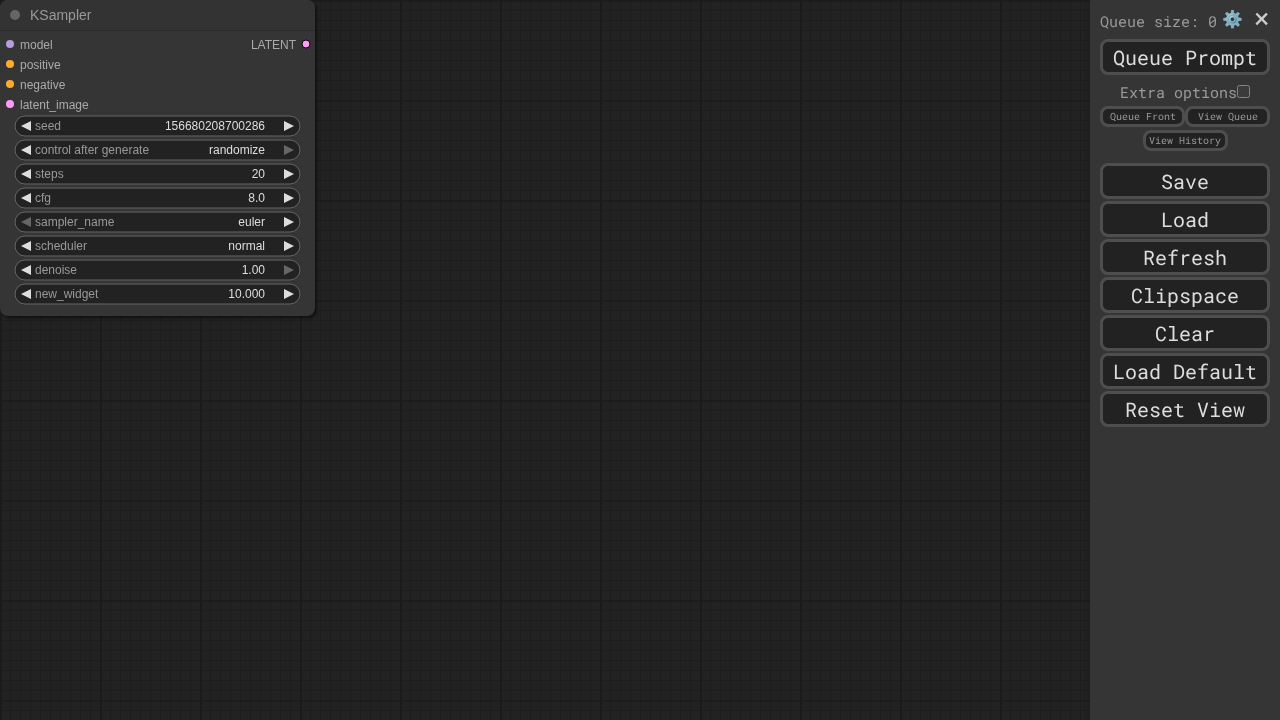 KSampler
model LATENT
positive
negative
latent_image
seed 156680208700286
control after generate randomize
steps 20
cfg 8.0
sampler_name euler
scheduler normal
denoise 1.00
new_widget 10.000
Queue size: 0
Queue Prompt
Extra options
Queue Front View Queue
View History
Save
Load
Refresh
Clipspace
Clear
Load Default
Reset View